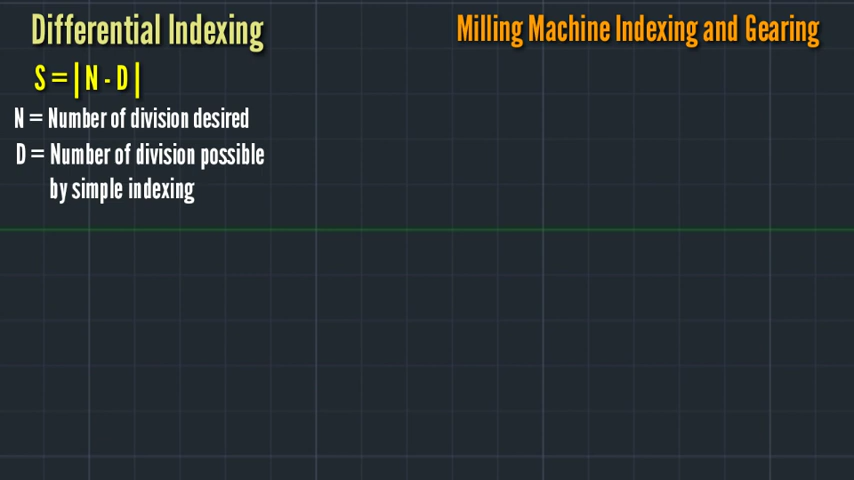 Differential Indexing
Milling Machine Indexing and Gearing
S = | N - D |
N = Number of division desired
D = Number of division possible
by simple indexing